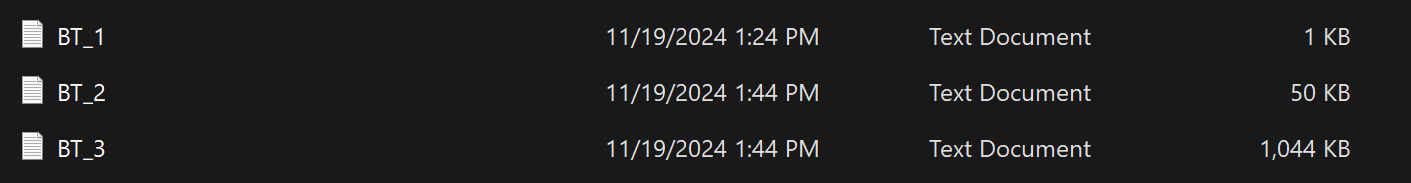 BT_1 11/19/2024 1:24 PM Text Document 1 KB
BT_2 11/19/2024 1:44 PM Text Document 50 KB
BT_3 11/19/2024 1:44 PM Text Document 1,044 KB